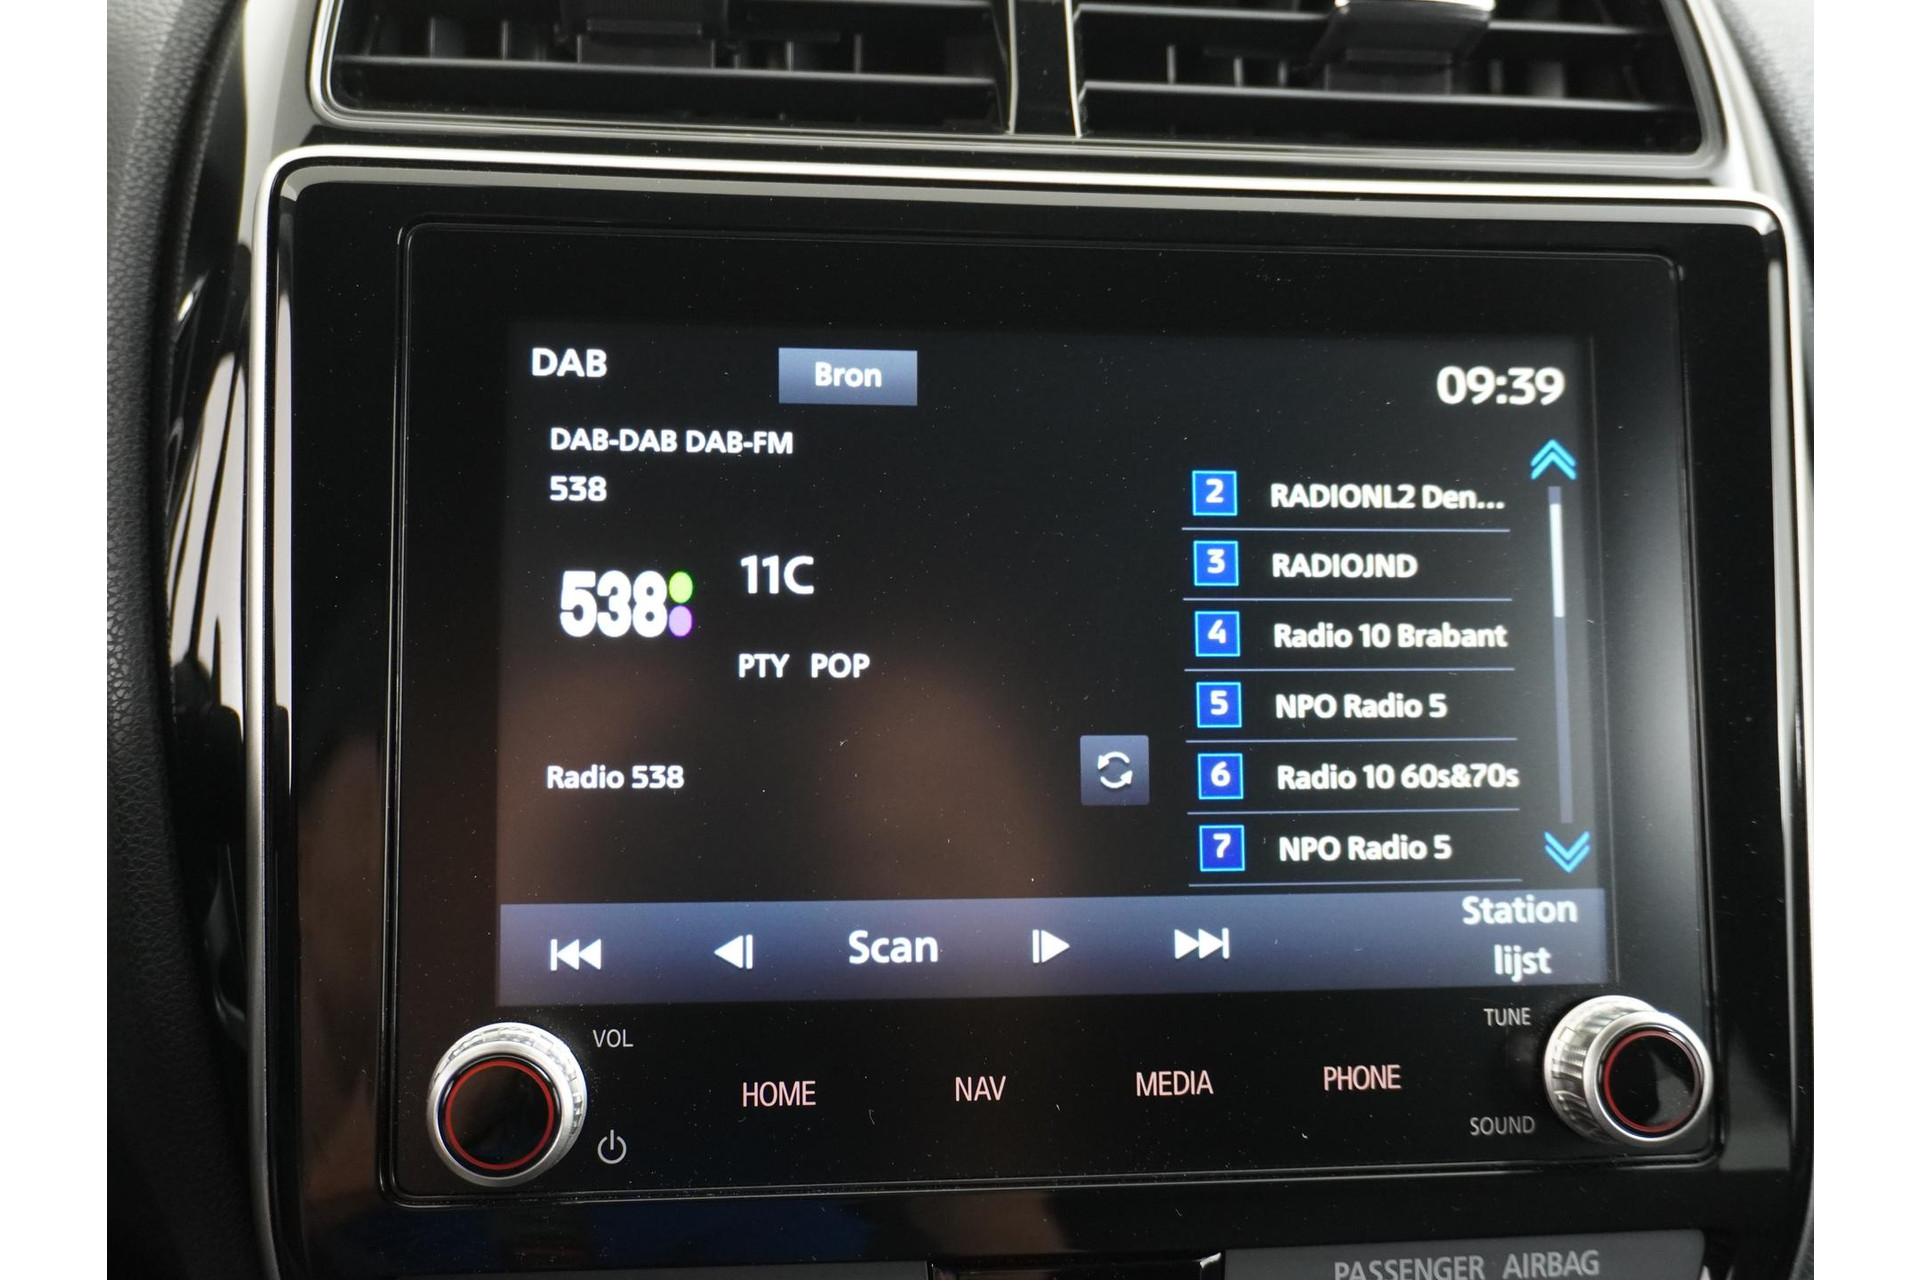 DAB
Bron
09:39
DAB-DAB DAB-FM
538
538
11C
PTY POP
Radio 538
2 RADIONL2 Den...
3 RADIOJND
4 Radio 10 Brabant
5 NPO Radio 5
6 Radio 10 60s&70s
7 NPO Radio 5
Scan
Station
lijst
VOL
TUNE
HOME
NAV
MEDIA
PHONE
SOUND
PASSENGER AIRBAG